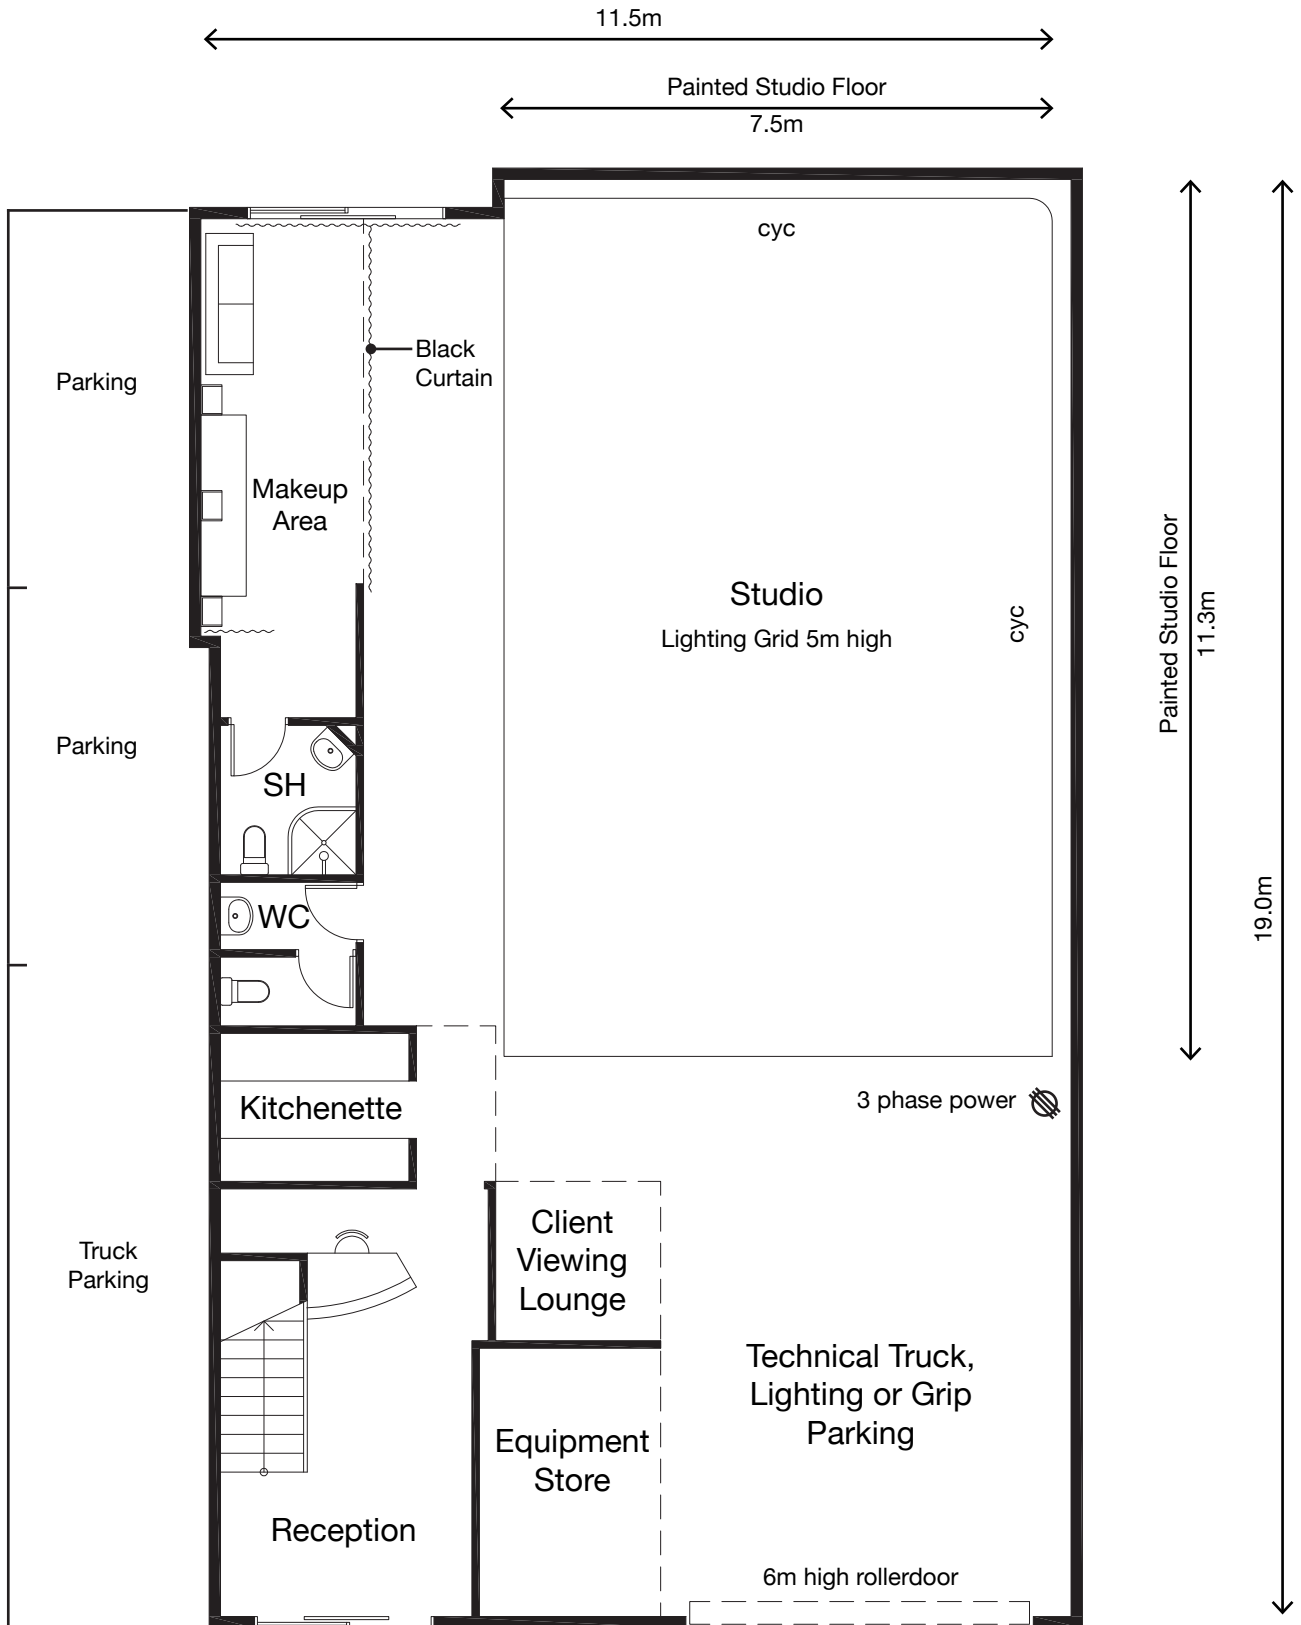 11.5m
Painted Studio Floor
7.5m
cyc
Black
Curtain
Parking
Makeup
Area
Studio
Lighting Grid 5m high
cyc
Painted Studio Floor
11.3m
19.0m
Parking
SH
WC
Kitchenette
3 phase power
Client
Viewing
Lounge
Truck
Parking
Technical Truck,
Lighting or Grip
Parking
Equipment
Store
Reception
6m high rollerdoor